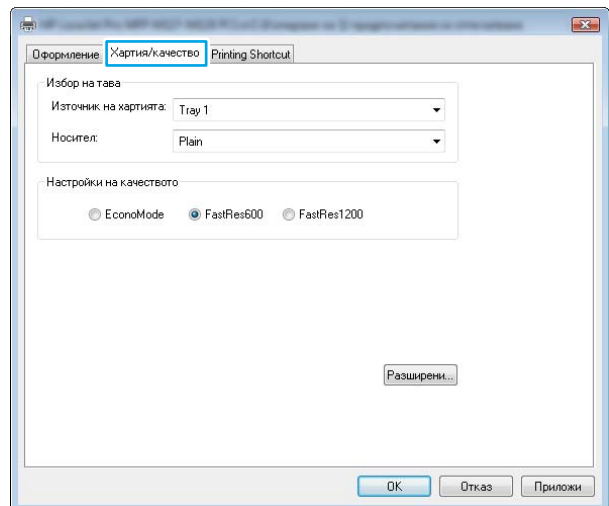 Оформление Хартия/качество Printing Shortcut
Избор на тава
Източник на хартията: Tray 1
Носител: Plain
Настройки на качеството
EconoMode FastRes600 FastRes1200
Разширени...
OK Отказ Приложи